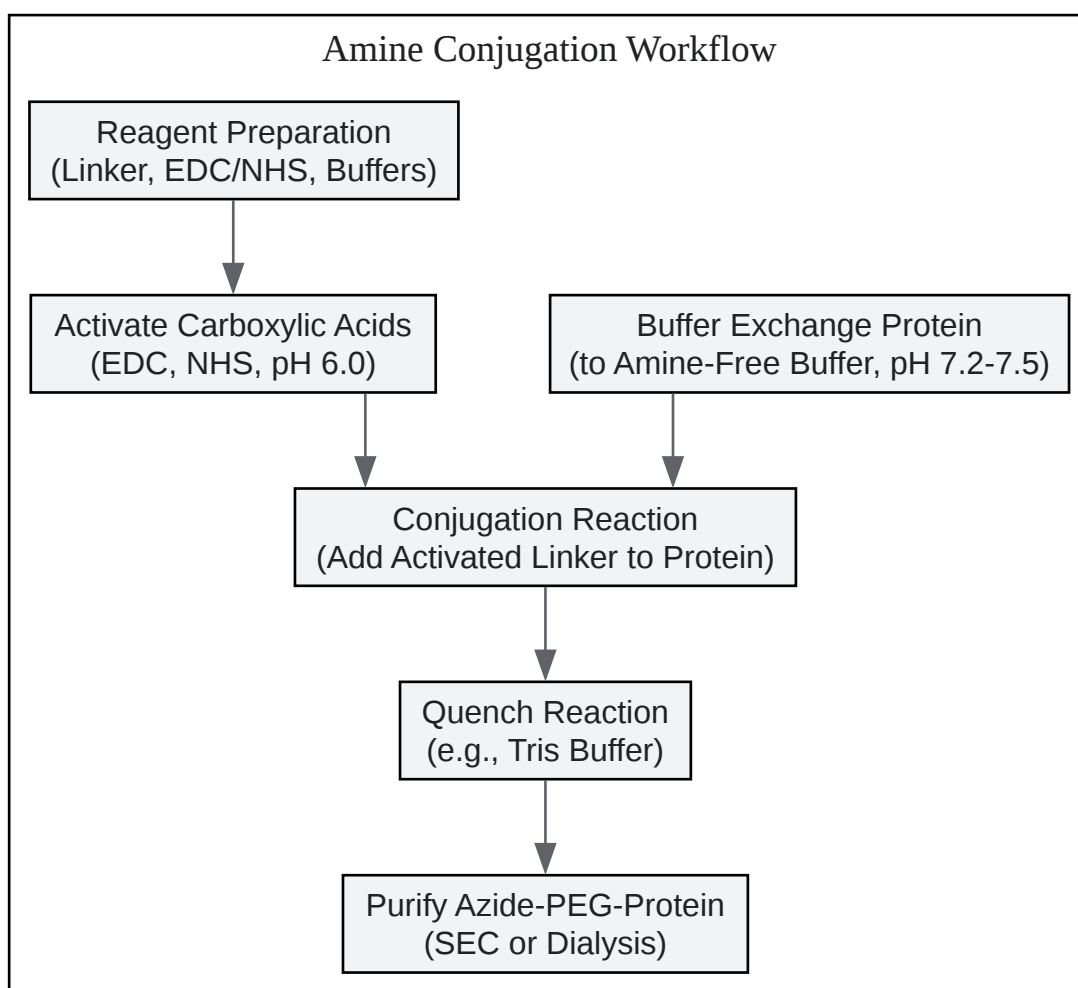 Amine Conjugation Workflow
Reagent Preparation
(Linker, EDC/NHS, Buffers)
Activate Carboxylic Acids
(EDC, NHS, pH 6.0)
Buffer Exchange Protein
(to Amine-Free Buffer, pH 7.2-7.5)
Conjugation Reaction
(Add Activated Linker to Protein)
Quench Reaction
(e.g., Tris Buffer)
Purify Azide-PEG-Protein
(SEC or Dialysis)